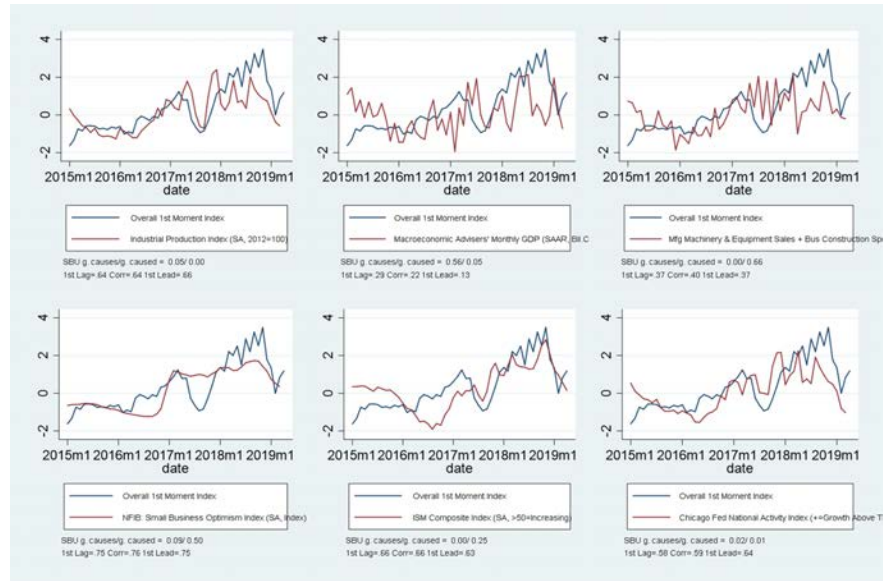 4
2
0
-2
2015m1 2016m1 2017m1 2018m1 2019m1
date
Overall 1st Moment Index
Industrial Production Index (SA, 2012=100)
SBU g. causes/g. caused = 0.05/ 0.00
1st Lag=.64 Corr=.64 1st Lead=.66
4
2
0
-2
2015m1 2016m1 2017m1 2018m1 2019m1
date
Overall 1st Moment Index
Macroeconomic Advisers' Monthly GDP (SAAR, Bil.C
SBU g. causes/g. caused = 0.56/ 0.05
1st Lag=.29 Corr=.22 1st Lead=.13
4
2
0
-2
2015m1 2016m1 2017m1 2018m1 2019m1
date
Overall 1st Moment Index
Mfg Machinery & Equipment Sales + Bus Construction Sp
SBU g. causes/g. caused = 0.00/ 0.66
1st Lag=.37 Corr=.40 1st Lead=.37
4
2
0
-2
2015m1 2016m1 2017m1 2018m1 2019m1
date
Overall 1st Moment Index
NFIB: Small Business Optimism Index (SA, Index)
SBU g. causes/g. caused = 0.09/ 0.50
1st Lag=.75 Corr=.76 1st Lead=.75
4
2
0
-2
2015m1 2016m1 2017m1 2018m1 2019m1
date
Overall 1st Moment Index
ISM Composite Index (SA, >50=Increasing)
SBU g. causes/g. caused = 0.00/ 0.25
1st Lag=.66 Corr=.66 1st Lead=.63
4
2
0
-2
2015m1 2016m1 2017m1 2018m1 2019m1
date
Overall 1st Moment Index
Chicago Fed National Activity Index (+=Growth Above T
SBU g. causes/g. caused = 0.02/ 0.01
1st Lag=.58 Corr=.59 1st Lead=.64